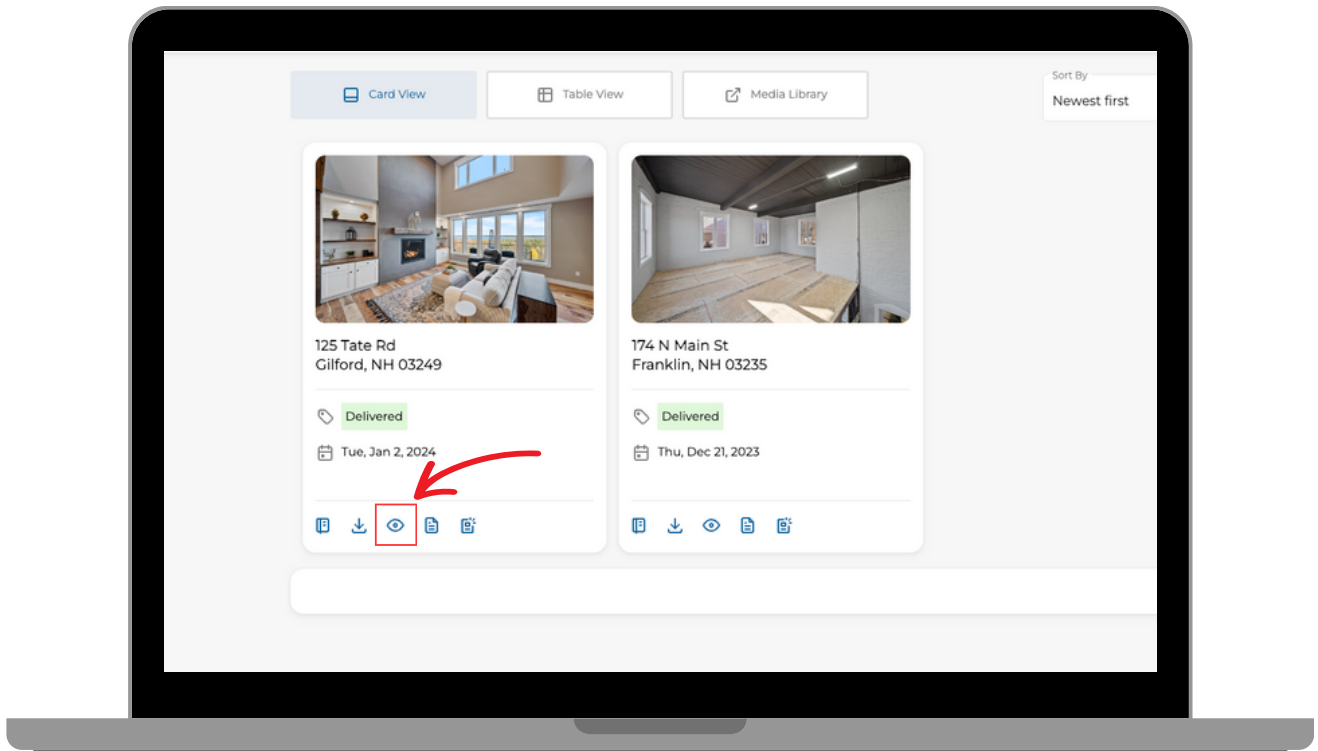 Card View
Table View
Media Library
Sort By
Newest first
125 Tate Rd
Gilford, NH 03249
Delivered
Tue, Jan 2, 2024
174 N Main St
Franklin, NH 03235
Delivered
Thu, Dec 21, 2023